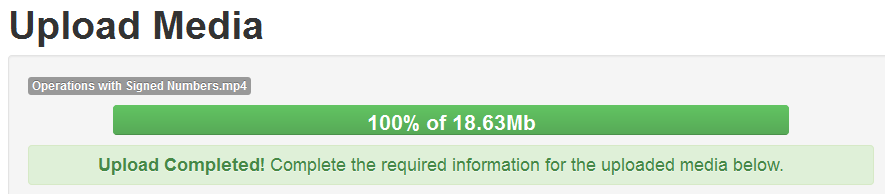 Upload Media
Operations with Signed Numbers.mp4
100% of 18.63Mb
Upload Completed! Complete the required information for the uploaded media below.